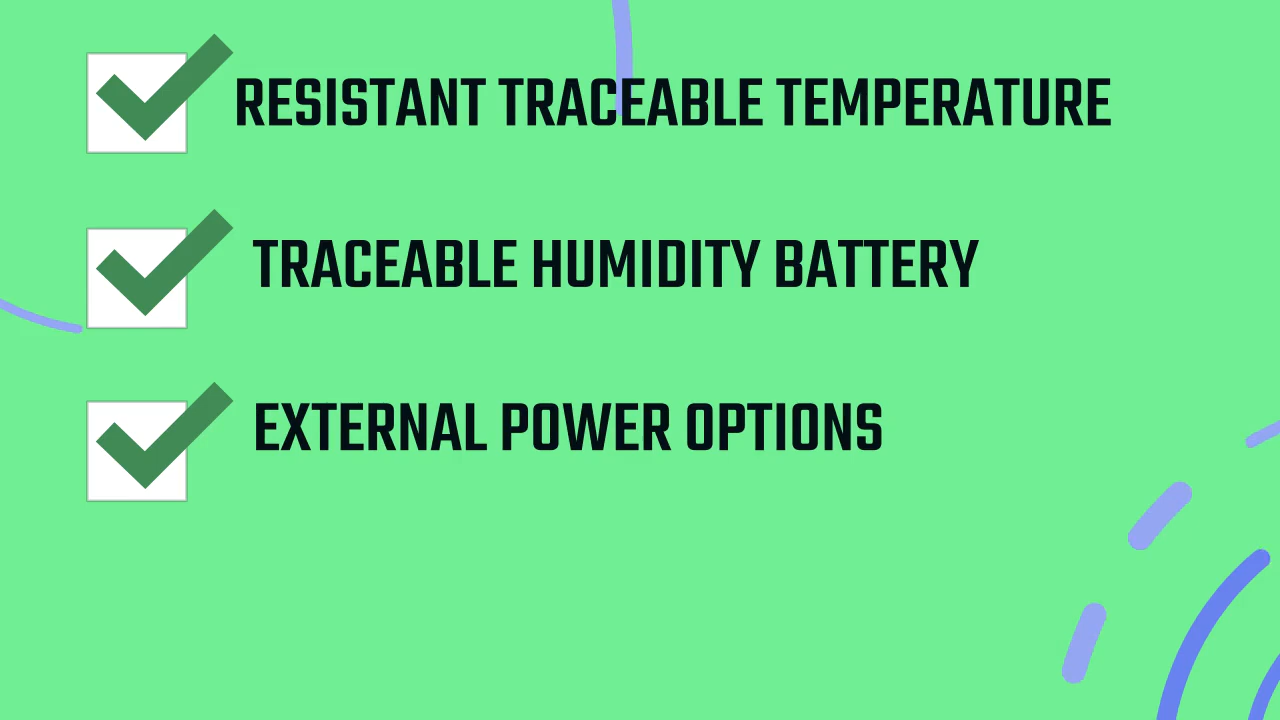 RESISTANT TRACEABLE TEMPERATURE
TRACEABLE HUMIDITY BATTERY
EXTERNAL POWER OPTIONS